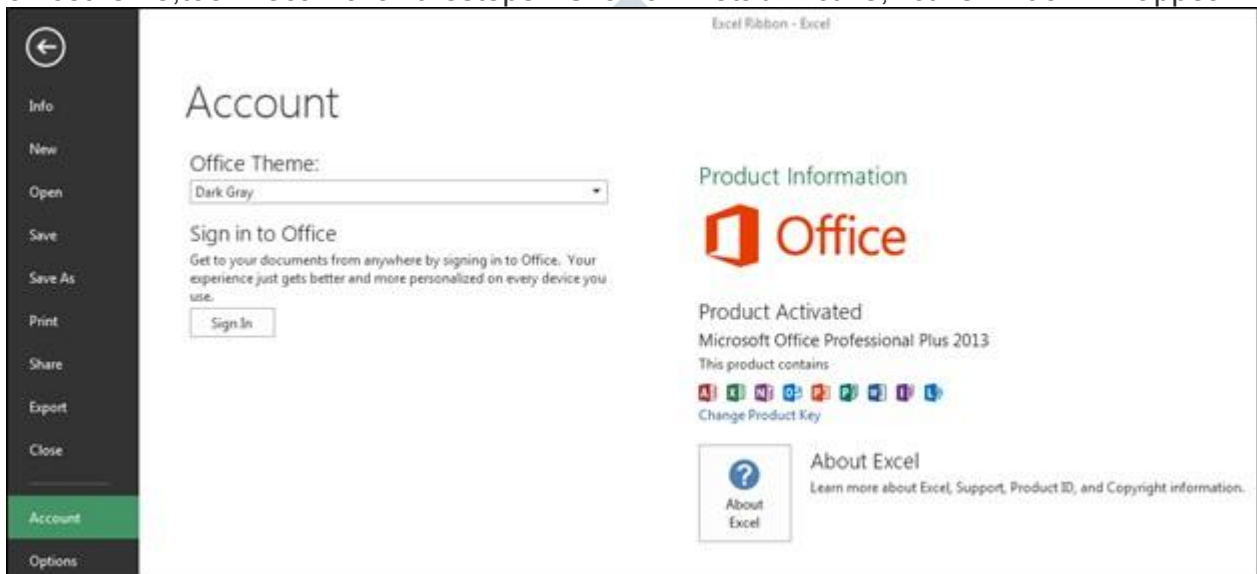 Excel Ribbon - Excel
Info
New
Open
Save
Save As
Print
Share
Export
Close
Account
Options
Account
Office Theme:
Dark Gray
Sign in to Office
Get to your documents from anywhere by signing in to Office. Your
experience just gets better and more personalized on every device you
use.
Sign In
Product Information
Office
Product Activated
Microsoft Office Professional Plus 2013
This product contains
Change Product Key
About
Excel
About Excel
Learn more about Excel, Support, Product ID, and Copyright information.